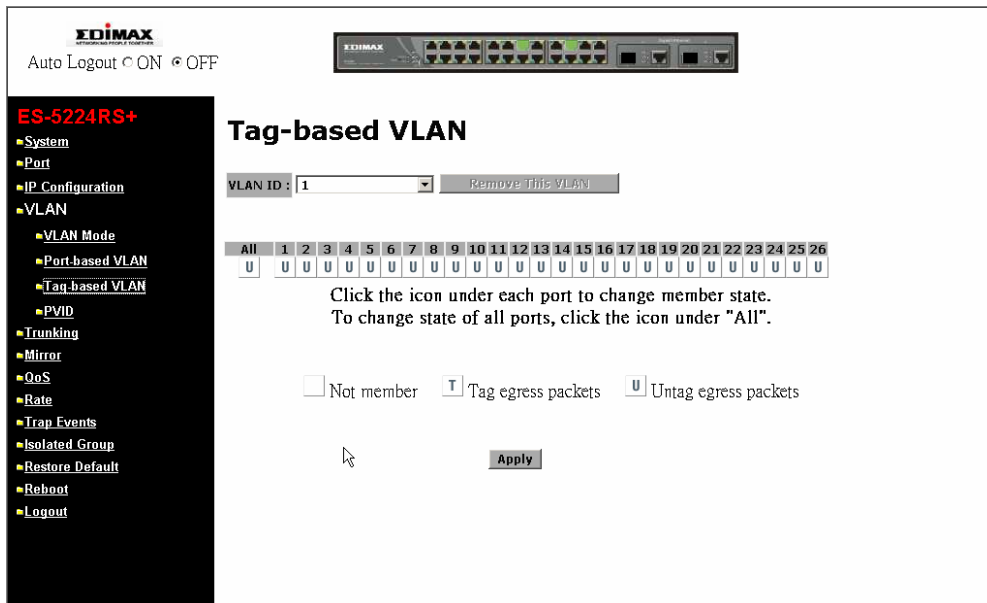 EDIMAX
NETWORKING PEOPLE TOGETHER
Auto Logout ON OFF
EDIMAX
ES-5224RS+
System
Port
IP Configuration
VLAN
VLAN Mode
Port-based VLAN
Tag-based VLAN
PVID
Trunking
Mirror
QoS
Rate
Trap Events
Isolated Group
Restore Default
Reboot
Logout
Tag-based VLAN
VLAN ID : 1 Remove This VLAN
All 1 2 3 4 5 6 7 8 9 10 11 12 13 14 15 16 17 18 19 20 21 22 23 24 25 26
U U U U U U U U U U U U U U U U U U U U U U U U U U U
Click the icon under each port to change member state.
To change state of all ports, click the icon under "All".
Not member T Tag egress packets U Untag egress packets
Apply